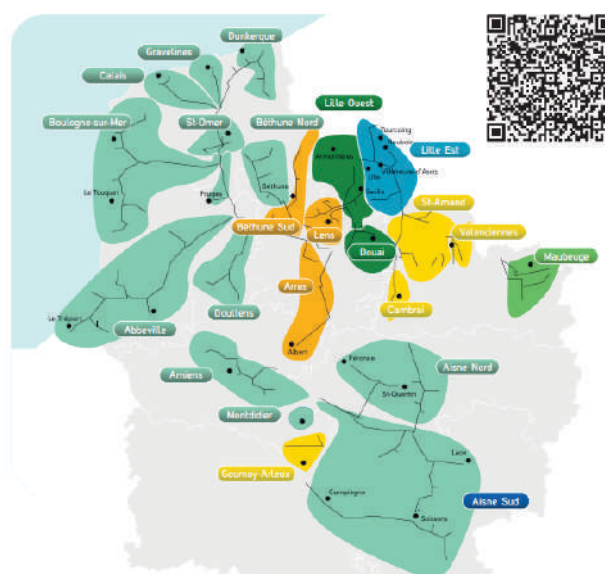 Dunkerque
Gravelines
Calais
Lille Ouest
Boulogne-sur-Mer
St-Omer
Béthune Nord
Tourcoing
Roubaix
Armentières
Lille
Lille Est
Villeneuve d'Ascq
Seclin
Béthune
Le Touquet
Fruges
St-Amand
Béthune Sud
Lens
Valenciennes
Douai
Maubeuge
Arras
Cambrai
Doullens
Le Tréport
Abbeville
Albert
Péronne
Aisne Nord
Amiens
St-Quentin
Montdidier
Laon
Gournay-Arleux
Compiègne
Aisne Sud
Soissons